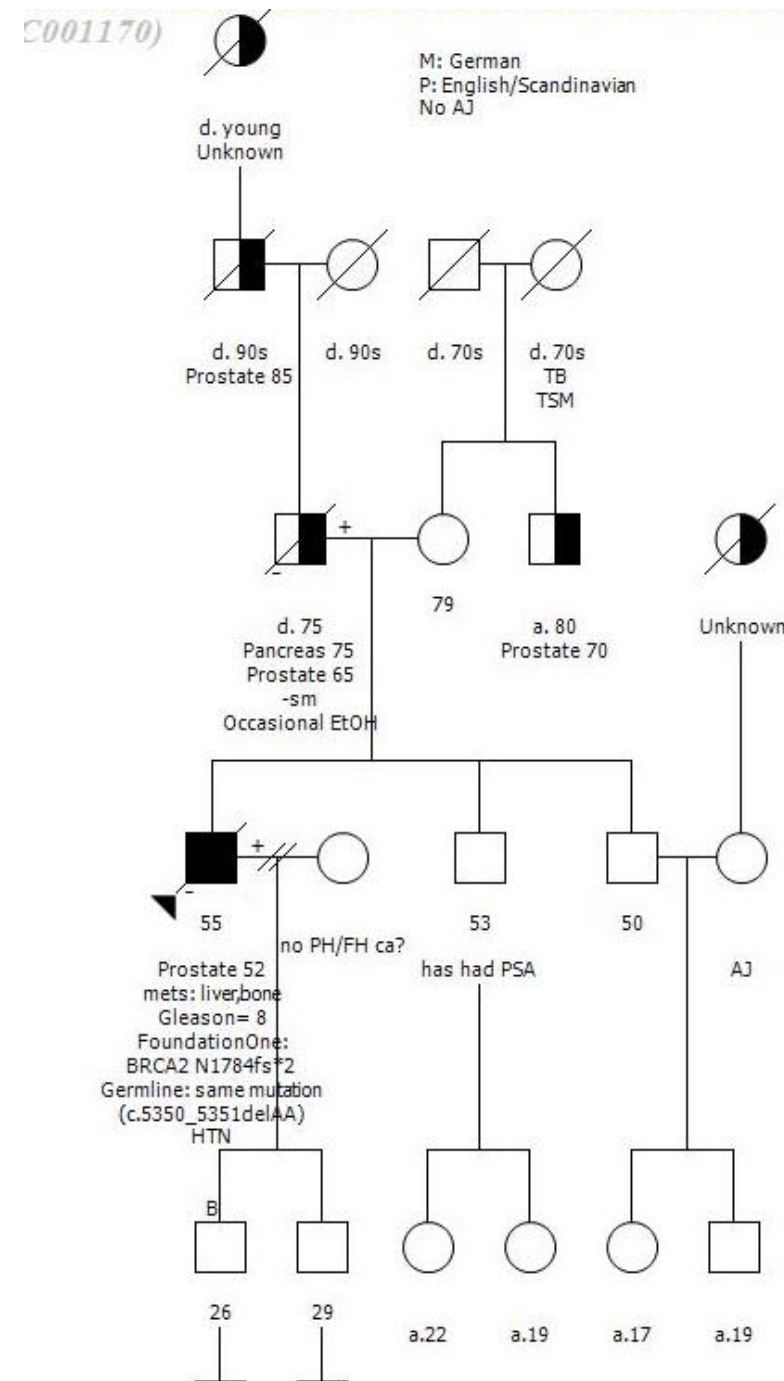 C001170)
M: German
P: English/Scandinavian
No AJ
d. young
Unknown
d. 90s
Prostate 85
d. 90s
d. 70s
d. 70s
TB
TSM
+
-
d. 75
Pancreas 75
Prostate 65
-sm
Occasional EtOH
79
a. 80
Prostate 70
Unknown
+
-
55
Prostate 52
mets: liver,bone
Gleason= 8
FoundationOne:
BRCA2 N1784fs*2
Germline: same mutation
(c.5350_5351delAA)
HTN
no PH/FH ca?
53
has had PSA
50
AJ
B
26
29
a.22
a.19
a.17
a.19